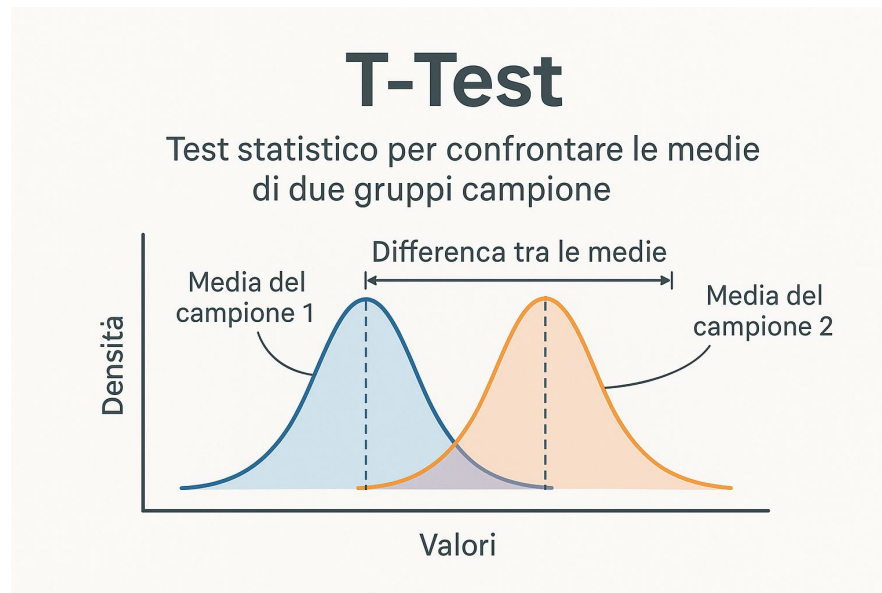 T-Test
Test statistico per confrontare le medie
di due gruppi campione
Differenca tra le medie
Media del
campione 1
Media del
campione 2
Densità
Valori